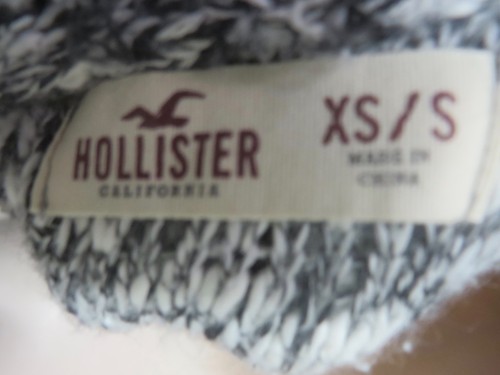 HOLLISTER
CALIFORNIA
XS/S
MADE IN
CHINA